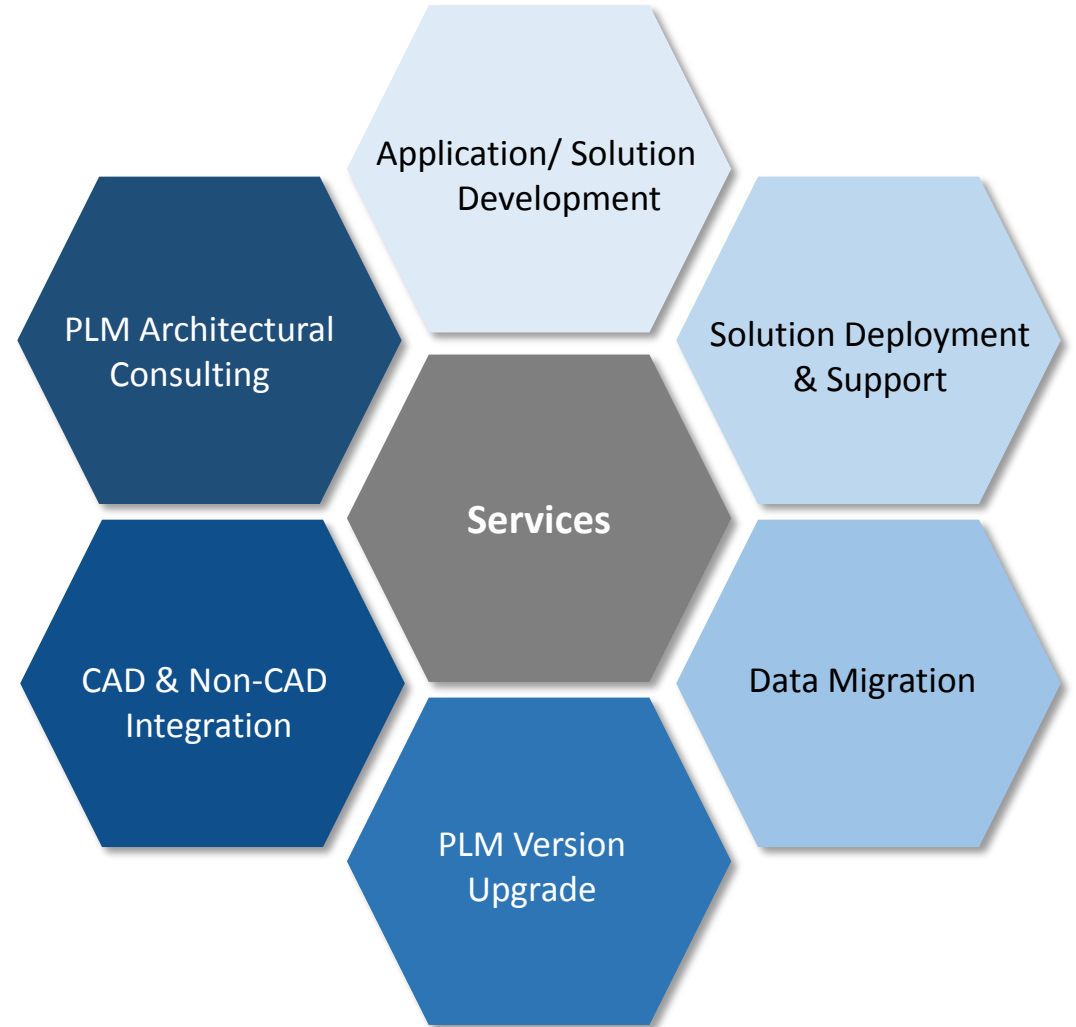 Application/ Solution
Development
PLM Architectural
Consulting
Solution Deployment
& Support
Services
CAD & Non-CAD
Integration
Data Migration
PLM Version
Upgrade